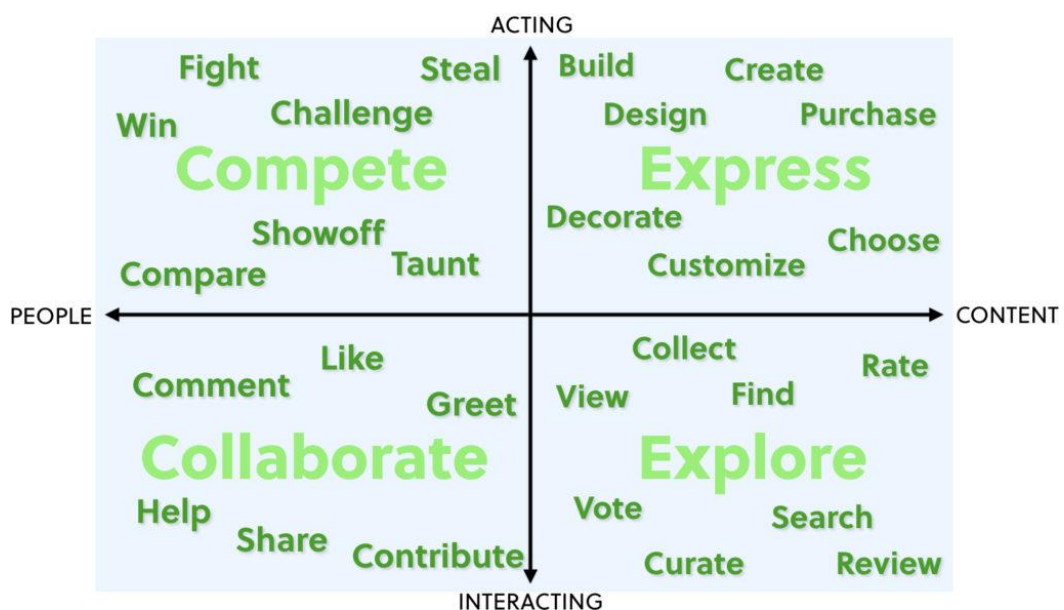 ACTING
Fight
Steal
Win
Challenge
Compete
Showoff
Taunt
Compare
Build
Create
Design
Purchase
Express
Decorate
Choose
Customize
PEOPLE
CONTENT
Like
Comment
Greet
Collaborate
Help
Share
Contribute
Collect
Rate
View
Find
Explore
Vote
Search
Curate
Review
INTERACTING